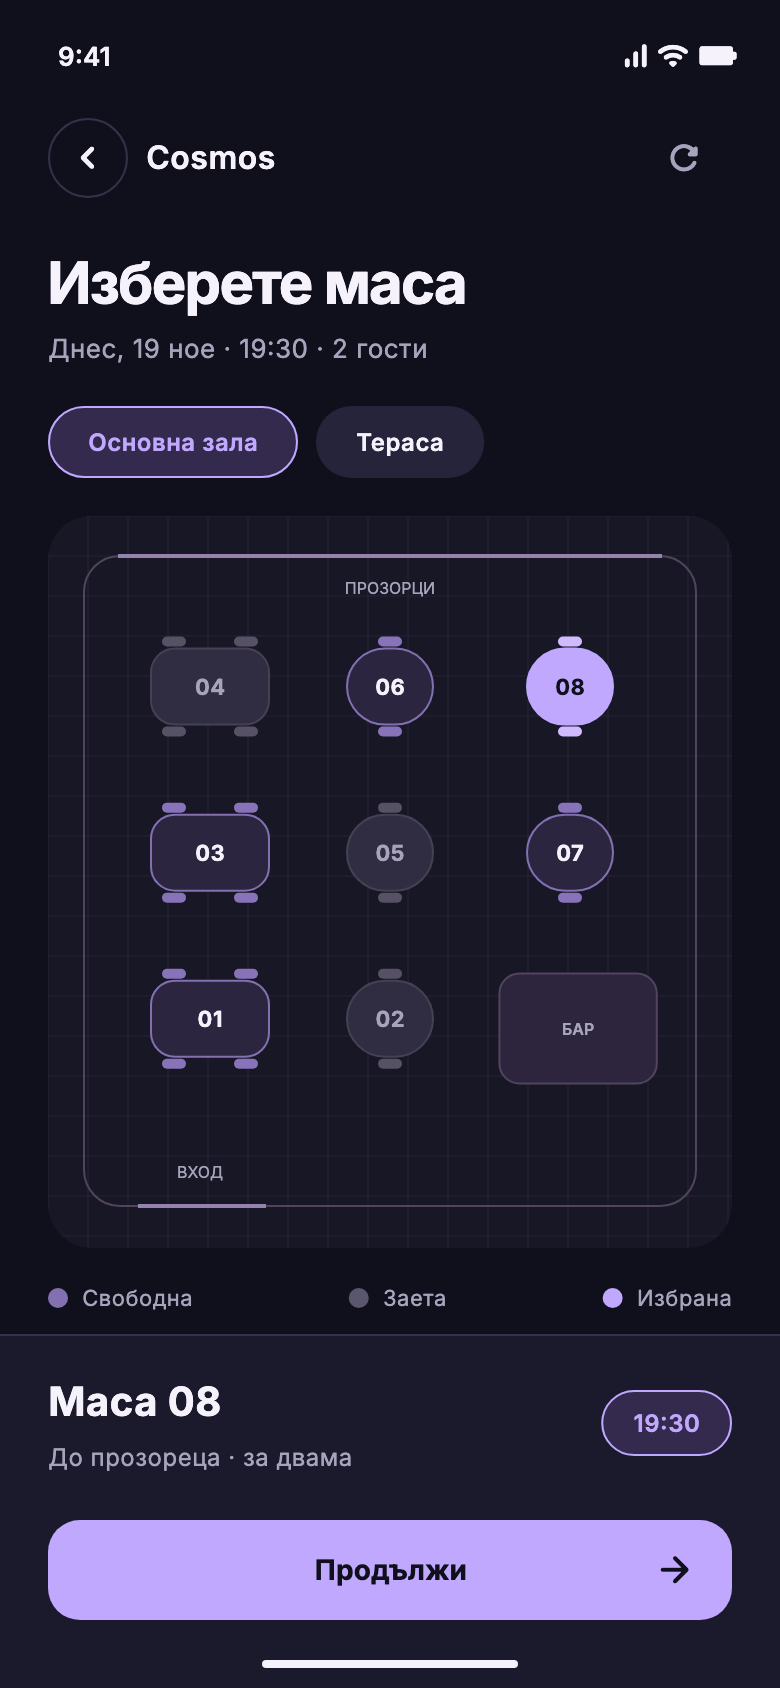 9:41
Cosmos
Изберете маса
Днес, 19 ное · 19:30 · 2 гости
Основна зала
Тераса
ПРОЗОРЦИ
04
06
08
03
05
07
01
02
БАР
ВХОД
Свободна
Заета
Избрана
Маса 08
До прозореца · за двама
19:30
Продължи